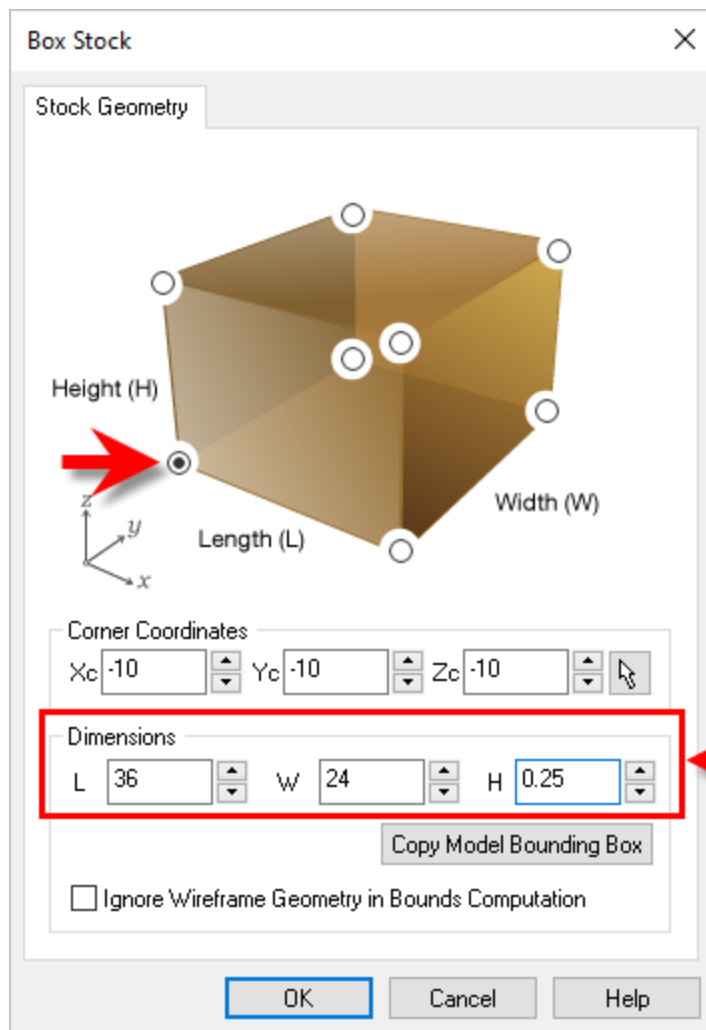 Box Stock
Stock Geometry
Height (H)
z
y
x
Length (L)
Width (W)
Corner Coordinates
Xc -10 Yc -10 Zc -10
Dimensions
L 36 W 24 H 0.25
Copy Model Bounding Box
Ignore Wireframe Geometry in Bounds Computation
OK Cancel Help